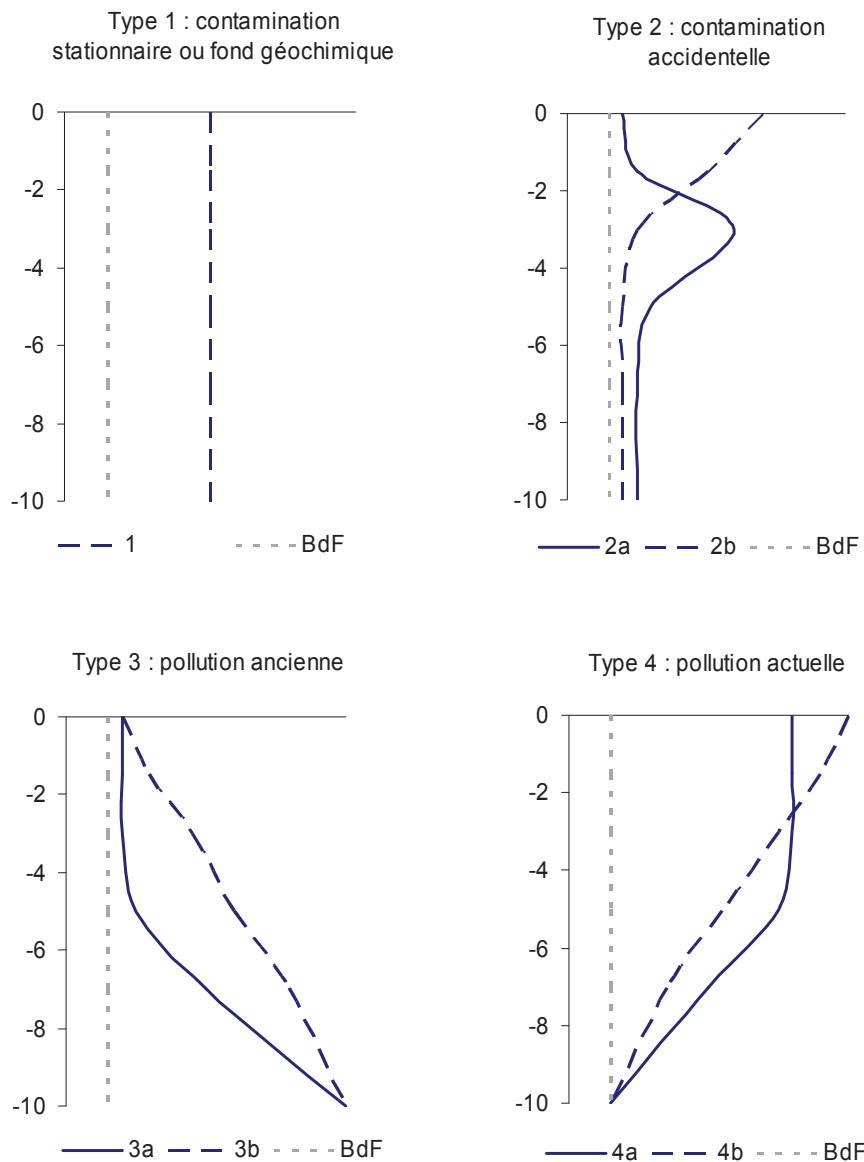 Type 1 : contamination
stationnaire ou fond géochimique
0
-2
-4
-6
-8
-10
1 BdF
Type 2 : contamination
accidentelle
0
-2
-4
-6
-8
-10
2a 2b BdF
Type 3 : pollution ancienne
0
-2
-4
-6
-8
-10
3a 3b BdF
Type 4 : pollution actuelle
0
-2
-4
-6
-8
-10
4a 4b BdF